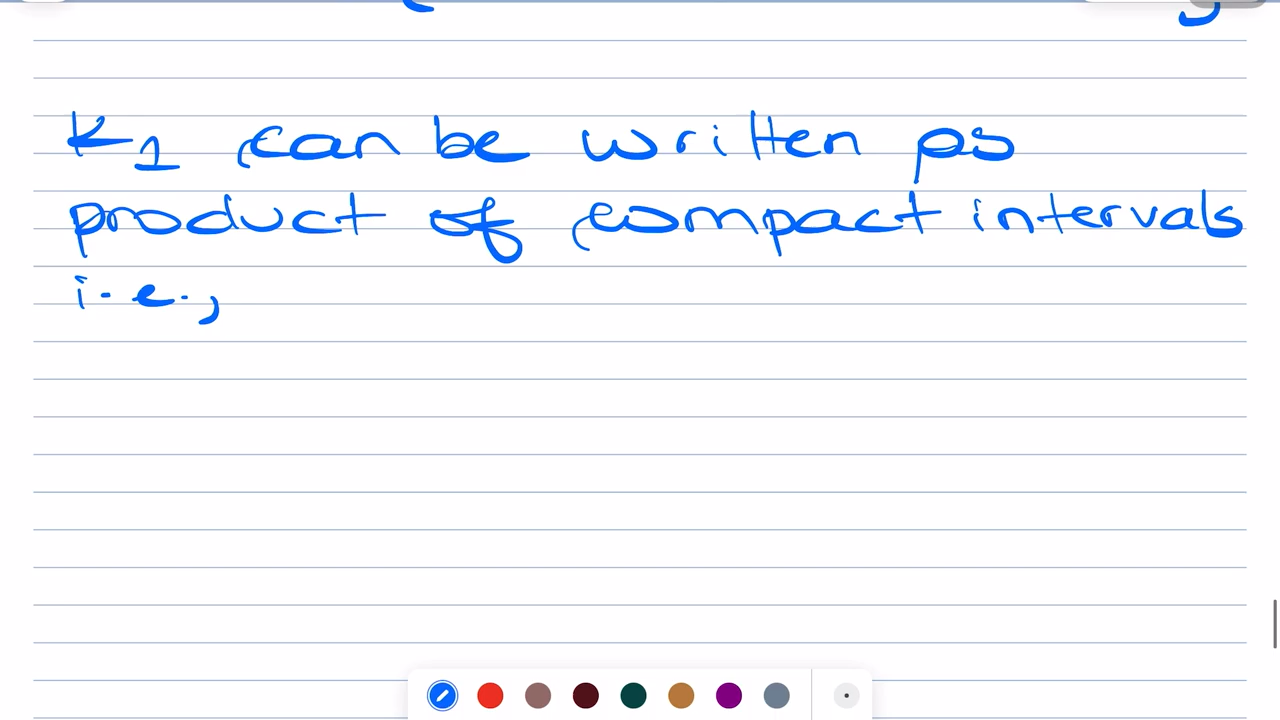 K₁ can be written as
product of compact intervals
i.e.,